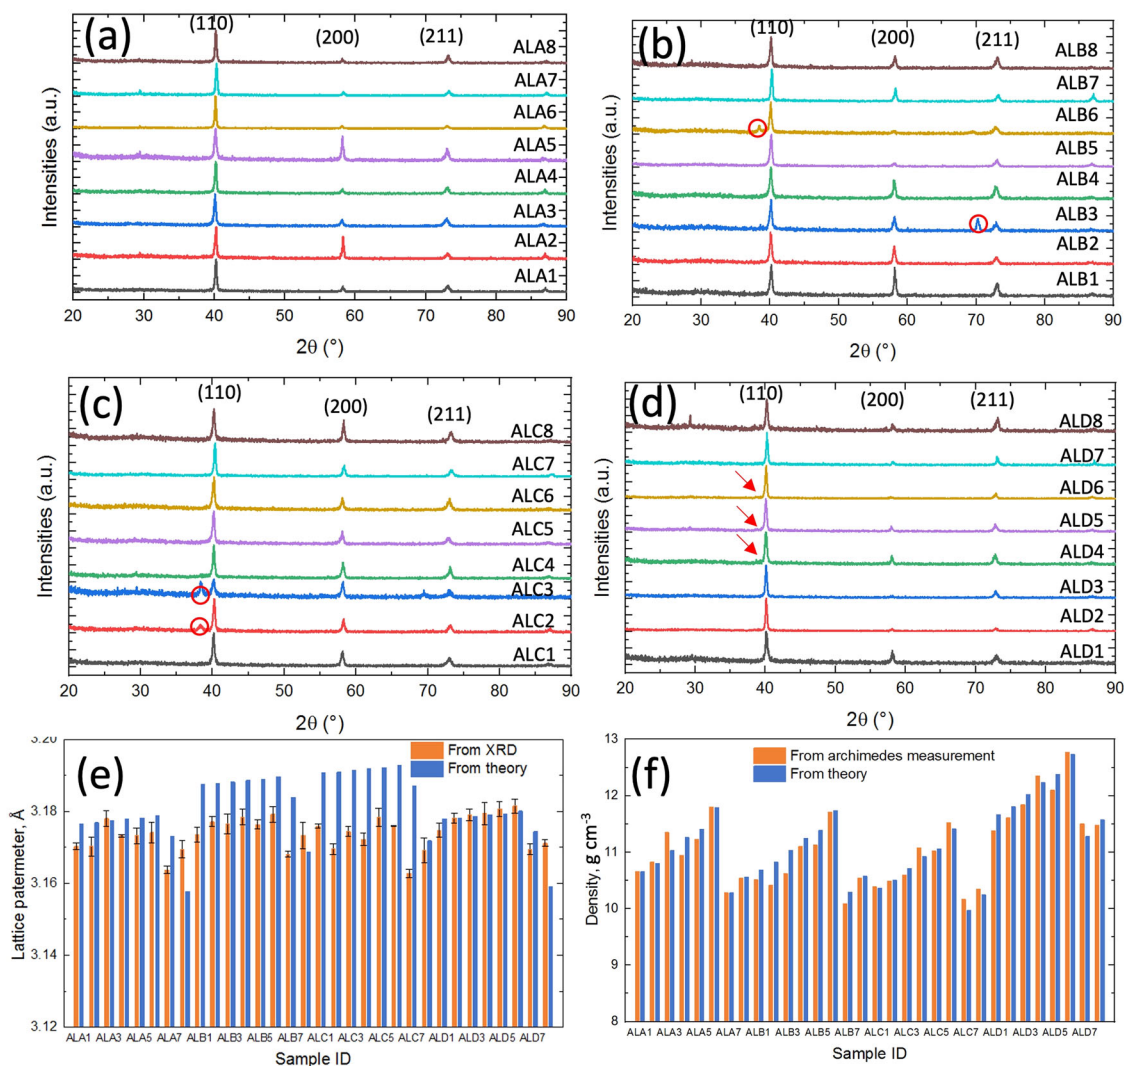 (a)
(110)
(200)
(211)
ALA8
ALA7
ALA6
ALA5
ALA4
ALA3
ALA2
ALA1
Intensities (a.u.)
20 30 40 50 60 70 80 90
2θ (°)
(b)
(110)
(200)
(211)
ALB8
ALB7
ALB6
ALB5
ALB4
ALB3
ALB2
ALB1
Intensities (a.u.)
20 30 40 50 60 70 80 90
2θ (°)
(c)
(110)
(200)
(211)
ALC8
ALC7
ALC6
ALC5
ALC4
ALC3
ALC2
ALC1
Intensities (a.u.)
20 30 40 50 60 70 80 90
2θ (°)
(d)
(110)
(200)
(211)
ALD8
ALD7
ALD6
ALD5
ALD4
ALD3
ALD2
ALD1
Intensities (a.u.)
20 30 40 50 60 70 80 90
2θ (°)
(e)
From XRD
From theory
3.20
3.18
3.16
3.14
3.12
Lattice patermeter, Å
ALA1 ALA3 ALA5 ALA7 ALB1 ALB3 ALB5 ALB7 ALC1 ALC3 ALC5 ALC7 ALD1 ALD3 ALD5 ALD7
Sample ID
(f)
From archimedes measurement
From theory
13
12
11
10
9
8
Density, g cm⁻³
ALA1 ALA3 ALA5 ALA7 ALB1 ALB3 ALB5 ALB7 ALC1 ALC3 ALC5 ALC7 ALD1 ALD3 ALD5 ALD7
Sample ID